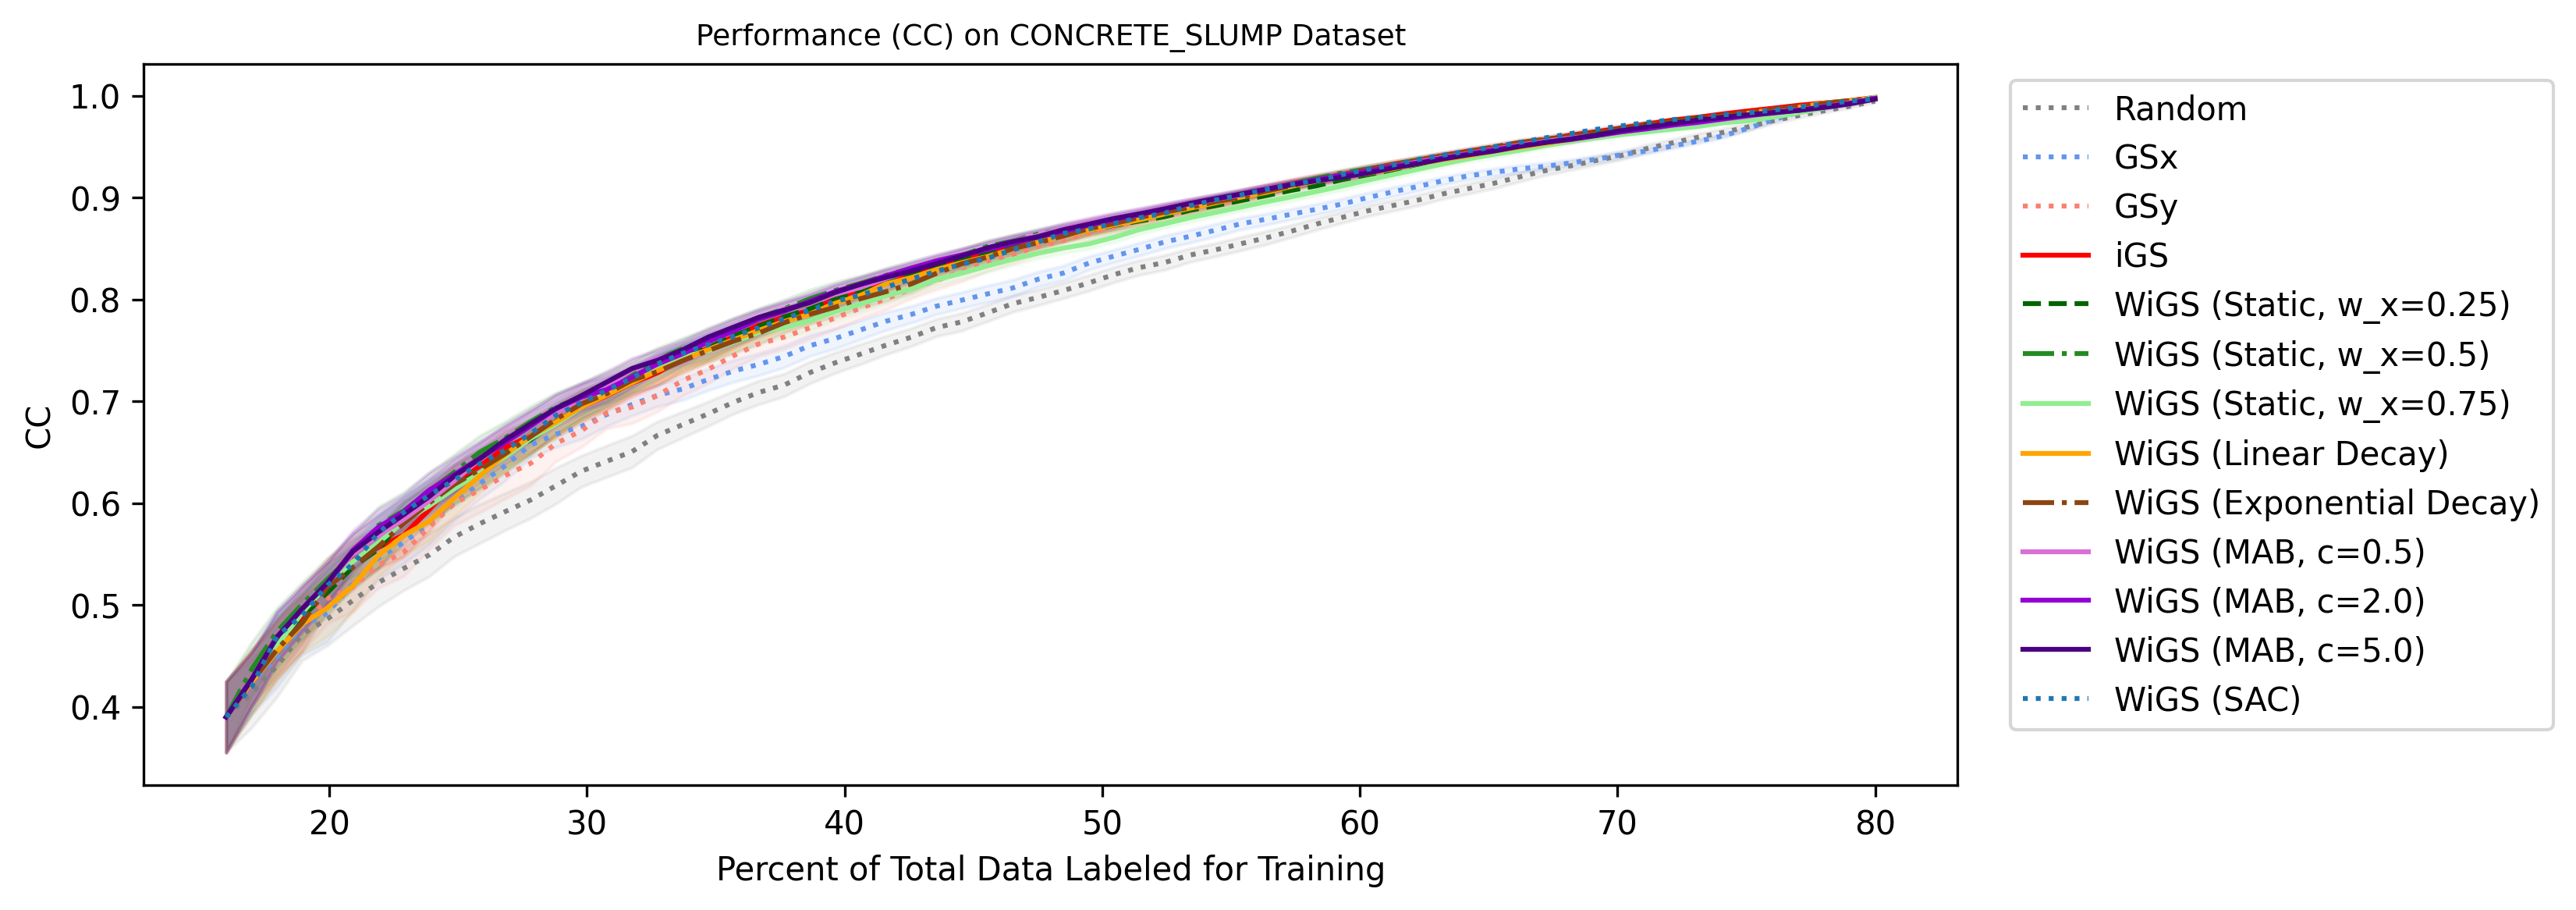 Performance (CC) on CONCRETE_SLUMP Dataset
1.0
0.9
0.8
0.7
0.6
0.5
0.4
CC
20 30 40 50 60 70 80
Percent of Total Data Labeled for Training
Random
GSx
GSy
iGS
WiGS (Static, w_x=0.25)
WiGS (Static, w_x=0.5)
WiGS (Static, w_x=0.75)
WiGS (Linear Decay)
WiGS (Exponential Decay)
WiGS (MAB, c=0.5)
WiGS (MAB, c=2.0)
WiGS (MAB, c=5.0)
WiGS (SAC)